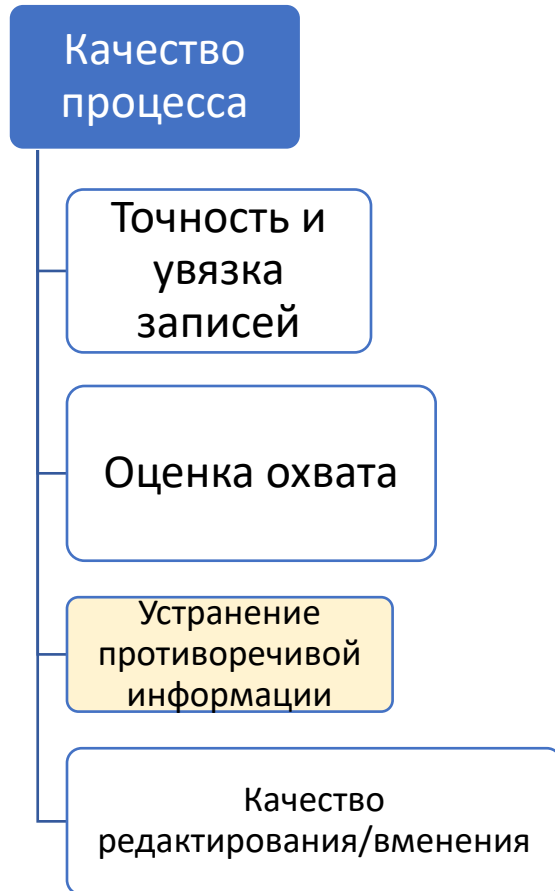 Качество
процесса
Точность и
увязка
записей
Оценка охвата
Устранение
противоречивой
информации
Качество
редактирования/вменения